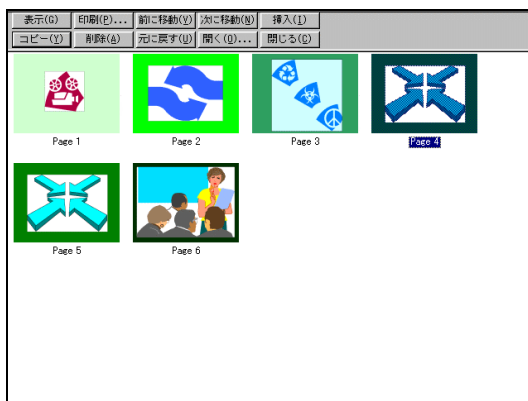 表示(G) 印刷(P)... 前に移動(Y) 次に移動(N) 挿入(I)
コピー(Y) 削除(A) 元に戻す(U) 開く(O)... 閉じる(C)
Page 1 Page 2 Page 3 Page 4
Page 5 Page 6